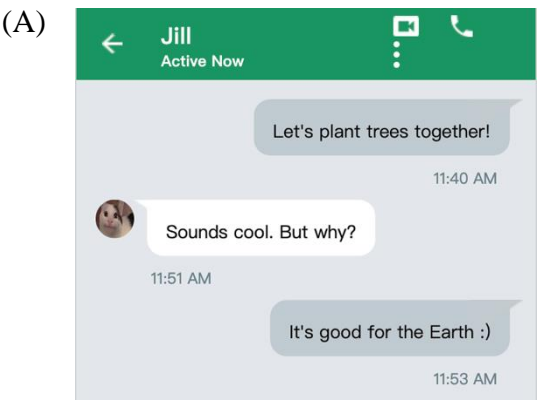 (A)
Jill
Active Now
Let's plant trees together!
11:40 AM
Sounds cool. But why?
11:51 AM
It's good for the Earth :)
11:53 AM